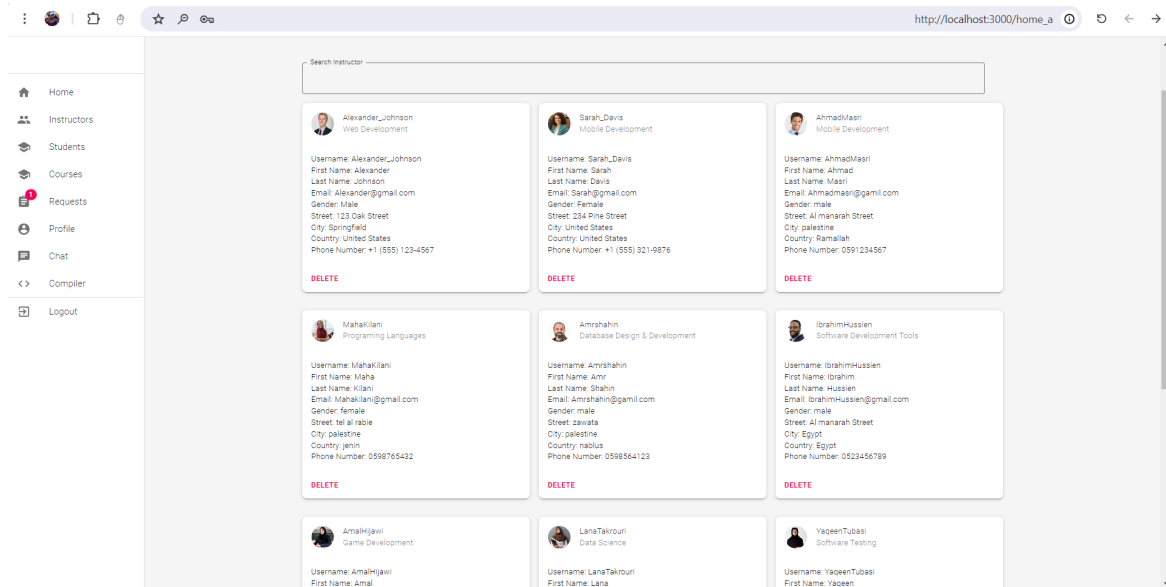 http://localhost:3000/home_a
Home
Instructors
Students
Courses
1
Requests
Profile
Chat
Compiler
Logout
Search Instructor
Alexander_Johnson
Web Development
Username: Alexander_Johnson
First Name: Alexander
Last Name: Johnson
Email: Alexander@gmail.com
Gender: Male
Street: 123 Oak Street
City: Springfield
Country: United States
Phone Number: +1 (555) 123-4567
DELETE
Sarah_Davis
Mobile Development
Username: Sarah_Davis
First Name: Sarah
Last Name: Davis
Email: Sarah@gmail.com
Gender: Female
Street: 234 Pine Street
City: United States
Country: United States
Phone Number: +1 (555) 321-9876
DELETE
AhmadMasri
Mobile Development
Username: AhmadMasri
First Name: Ahmad
Last Name: Masri
Email: Ahmadmasri@gamil.com
Gender: male
Street: Al manarah Street
City: palestine
Country: Ramallah
Phone Number: 0591234567
DELETE
MahaKilani
Programing Languages
Username: MahaKilani
First Name: Maha
Last Name: Kilani
Email: Mahakilani@gmail.com
Gender: female
Street: tel al rabie
City: palestine
Country: jenin
Phone Number: 0598765432
DELETE
Amrshahin
Database Design & Development
Username: Amrshahin
First Name: Amr
Last Name: Shahin
Email: Amrshahin@gamil.com
Gender: male
Street: zawata
City: palestine
Country: nablus
Phone Number: 0598564123
DELETE
IbrahimHussien
Software Development Tools
Username: IbrahimHussien
First Name: Ibrahim
Last Name: Hussien
Email: IbrahimHussien@gmail.com
Gender: male
Street: Al manarah Street
City: Egypt
Country: Egypt
Phone Number: 0523456789
DELETE
AmalHijawi
Game Development
Username: AmalHijawi
First Name: Amal
LanaTakrouri
Data Science
Username: LanaTakrouri
First Name: Lana
YaqeenTubasi
Software Testing
Username: YaqeenTubasi
First Name: Yaqeen